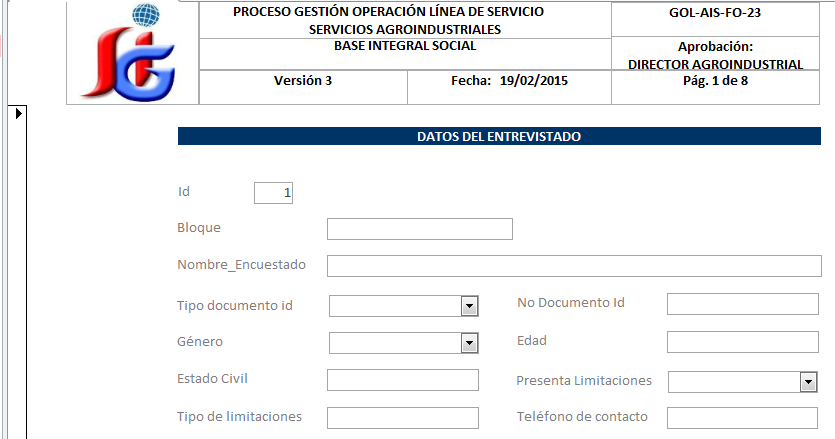 PROCESO GESTIÓN OPERACIÓN LÍNEA DE SERVICIO
SERVICIOS AGROINDUSTRIALES
BASE INTEGRAL SOCIAL
GOL-AIS-FO-23
Aprobación:
DIRECTOR AGROINDUSTRIAL
Versión 3
Fecha: 19/02/2015
Pág. 1 de 8
DATOS DEL ENTREVISTADO
Id 1
Bloque
Nombre_Encuestado
Tipo documento id
No Documento Id
Género
Edad
Estado Civil
Presenta Limitaciones
Tipo de limitaciones
Teléfono de contacto